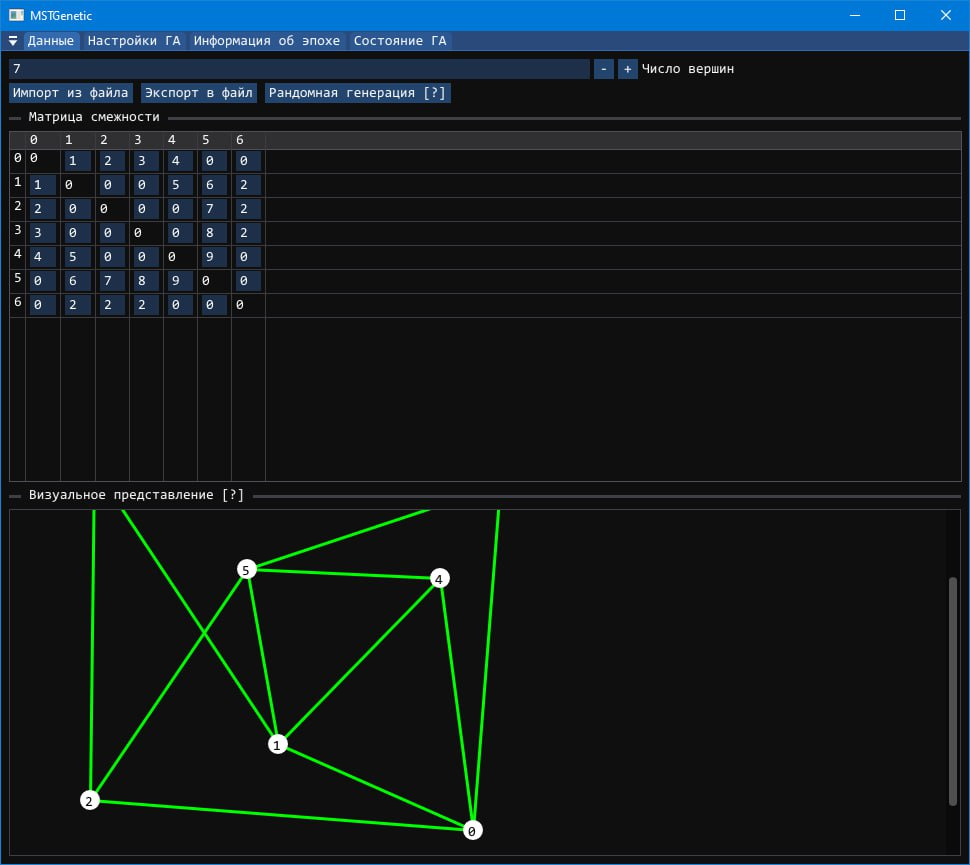 MSTGenetic
Данные Настройки ГА Информация об эпохе Состояние ГА
7 - + Число вершин
Импорт из файла Экспорт в файл Рандомная генерация [?]
Матрица смежности
0 1 2 3 4 5 6
0 0 1 2 3 4 0 0
1 1 0 0 0 5 6 2
2 2 0 0 0 0 7 2
3 3 0 0 0 0 8 2
4 4 5 0 0 0 9 0
5 0 6 7 8 9 0 0
6 0 2 2 2 0 0 0
Визуальное представление [?]
5
4
1
2
0